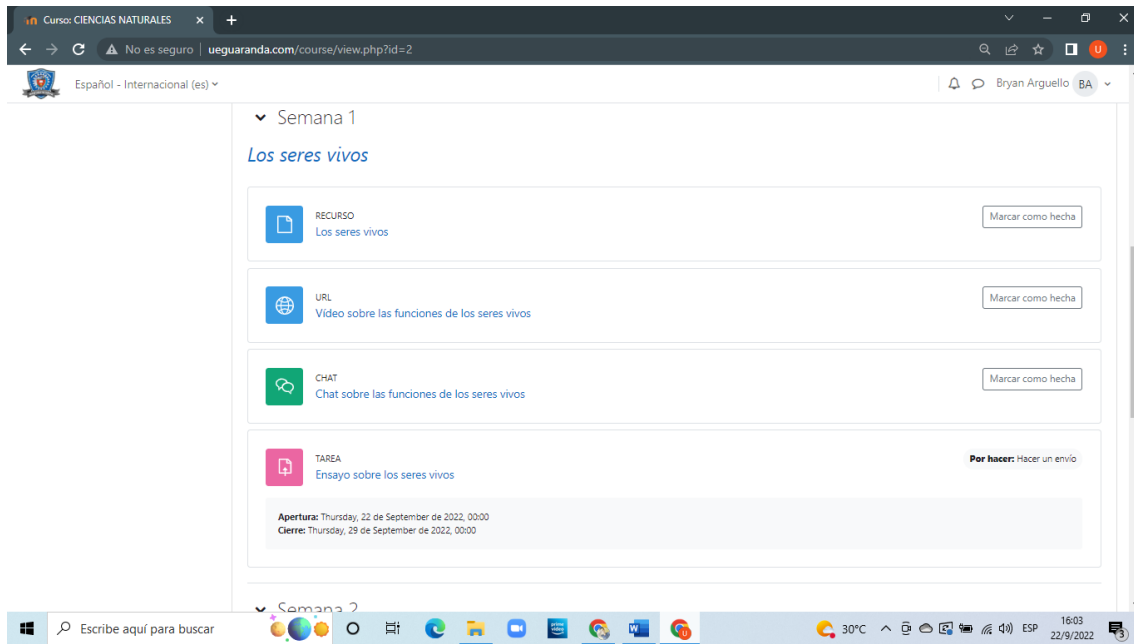 Curso: CIENCIAS NATURALES
No es seguro | ueguaranda.com/course/view.php?id=2
U
Español - Internacional (es)
Bryan Arguello BA
Semana 1
Los seres vivos
RECURSO
Los seres vivos
Marcar como hecha
URL
Vídeo sobre las funciones de los seres vivos
Marcar como hecha
CHAT
Chat sobre las funciones de los seres vivos
Marcar como hecha
TAREA
Ensayo sobre los seres vivos
Por hacer: Hacer un envío
Apertura: Thursday, 22 de September de 2022, 00:00
Cierre: Thursday, 29 de September de 2022, 00:00
Semana 2
Escribe aquí para buscar
30°C
ESP
16:03
22/9/2022